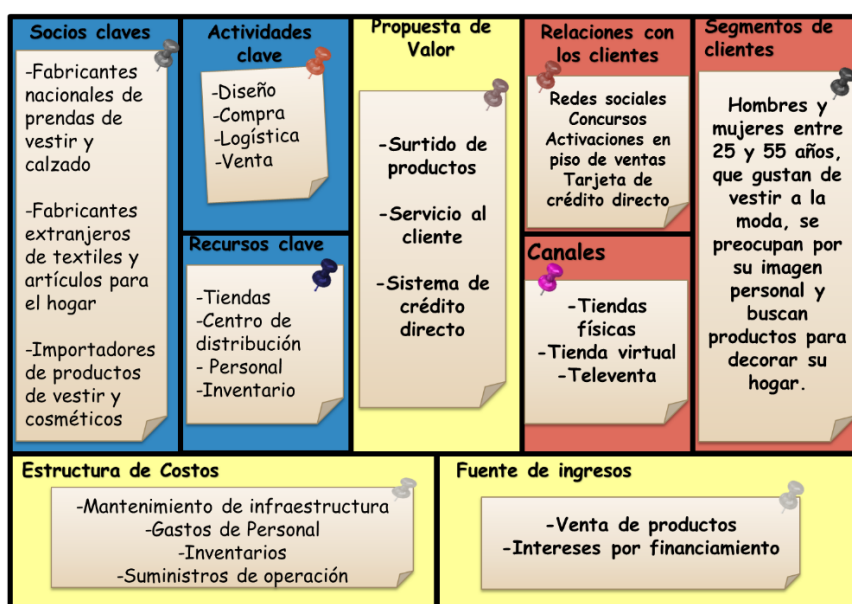 Socios claves
-Fabricantes
nacionales de
prendas de
vestir y
calzado
-Fabricantes
extranjeros
de textiles y
artículos para
el hogar
-Importadores
de productos
de vestir y
cosméticos
Actividades
clave
-Diseño
-Compra
-Logística
-Venta
Recursos clave
-Tiendas
-Centro de
distribución
- Personal
-Inventario
Propuesta de
Valor
-Surtido de
productos
-Servicio al
cliente
-Sistema de
crédito
directo
Relaciones con
los clientes
Redes sociales
Concursos
Activaciones en
piso de ventas
Tarjeta de
crédito directo
Canales
-Tiendas
físicas
-Tienda virtual
-Televenta
Segmentos de
clientes
Hombres y
mujeres entre
25 y 55 años,
que gustan de
vestir a la
moda, se
preocupan por
su imagen
personal y
buscan
productos para
decorar su
hogar.
Estructura de Costos
-Mantenimiento de infraestructura
-Gastos de Personal
-Inventarios
-Suministros de operación
Fuente de ingresos
-Venta de productos
-Intereses por financiamiento